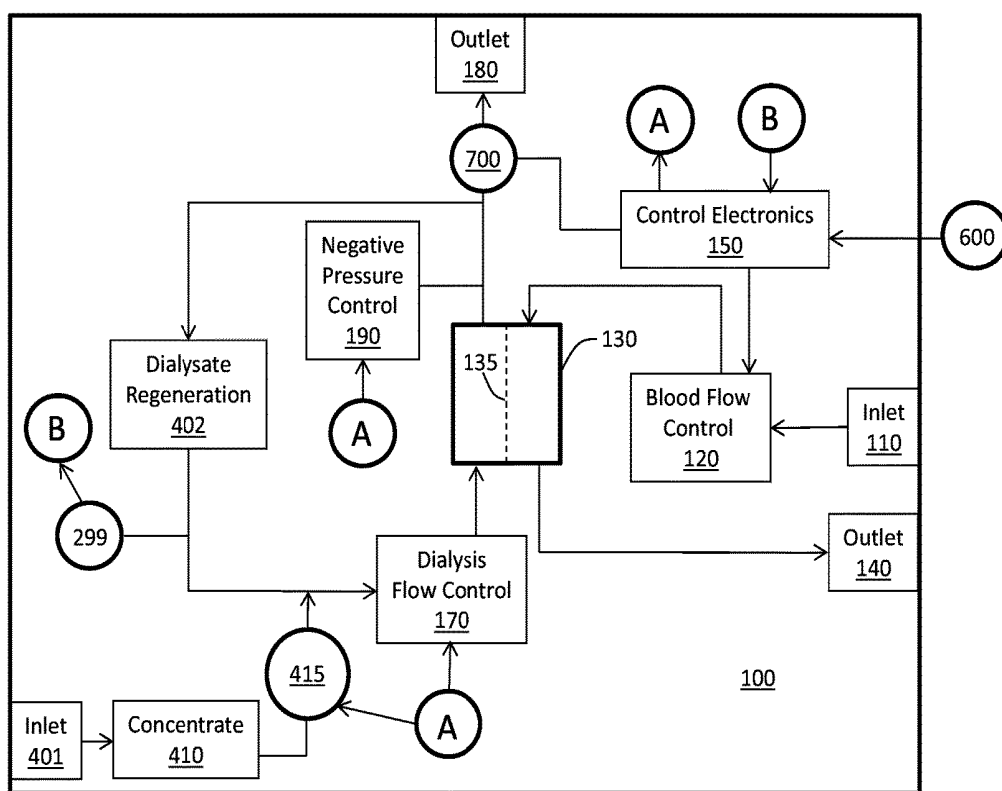 Outlet
180
A
B
700
Control Electronics
150
600
Negative
Pressure
Control
190
135
130
Dialysate
Regeneration
402
Blood Flow
Control
120
Inlet
110
B
A
299
Dialysis
Flow Control
170
Outlet
140
415
A
100
Inlet
401
Concentrate
410